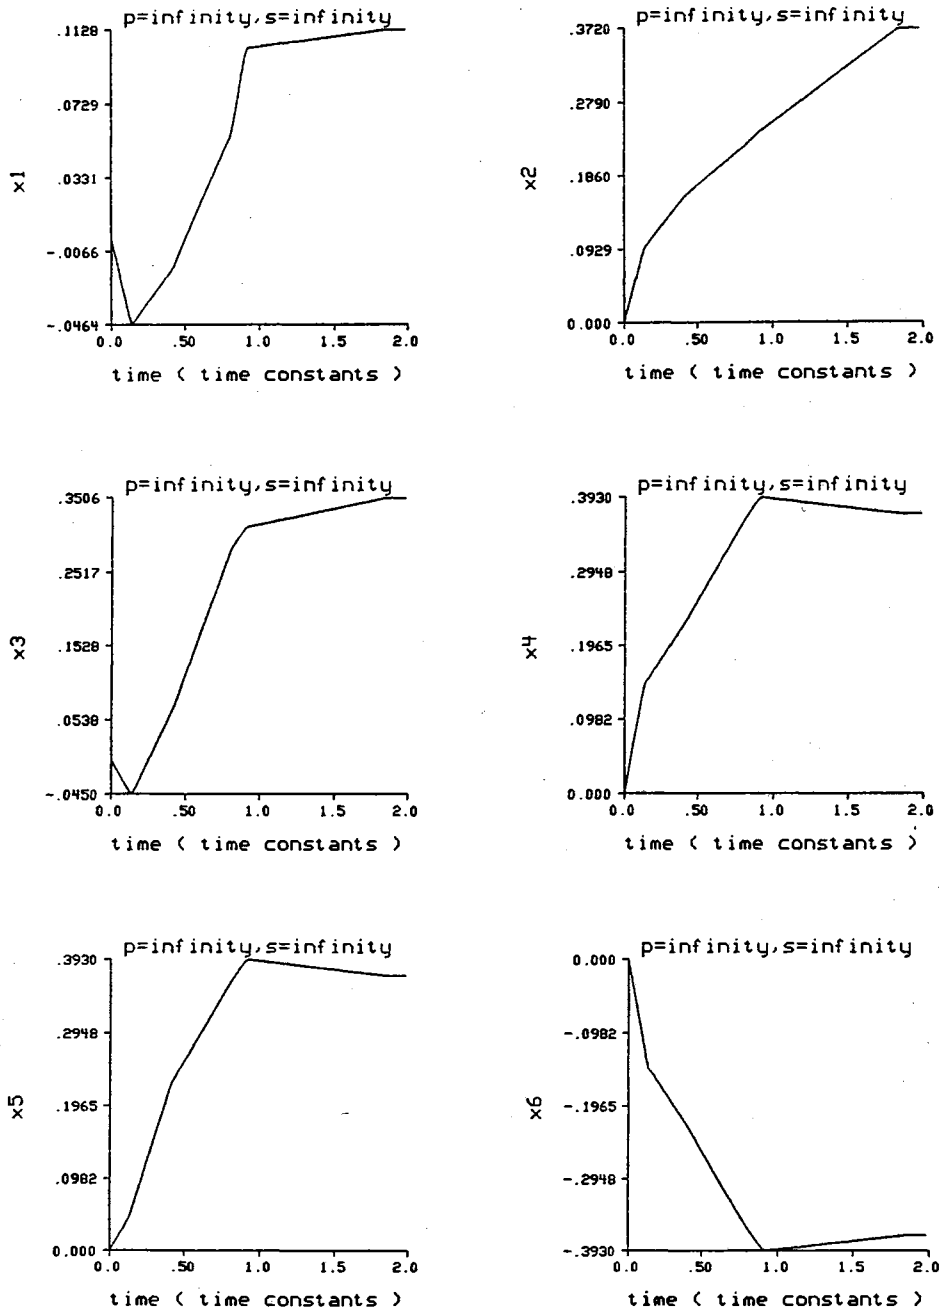 p=infinity,s=infinity
.1128
.0729
.0331
-.0066
-.0464
x1
0.0 .50 1.0 1.5 2.0
time ( time constants )
p=infinity,s=infinity
.3720
.2790
.1860
.0929
0.000
x2
0.0 .50 1.0 1.5 2.0
time ( time constants )
p=infinity,s=infinity
.3506
.2517
.1528
.0538
-.0450
x3
0.0 .50 1.0 1.5 2.0
time ( time constants )
p=infinity,s=infinity
.3930
.2948
.1965
.0982
0.000
x4
0.0 .50 1.0 1.5 2.0
time ( time constants )
p=infinity,s=infinity
.3930
.2948
.1965
.0982
0.000
x5
0.0 .50 1.0 1.5 2.0
time ( time constants )
p=infinity,s=infinity
0.000
-.0982
-.1965
-.2948
-.3930
x6
0.0 .50 1.0 1.5 2.0
time ( time constants )